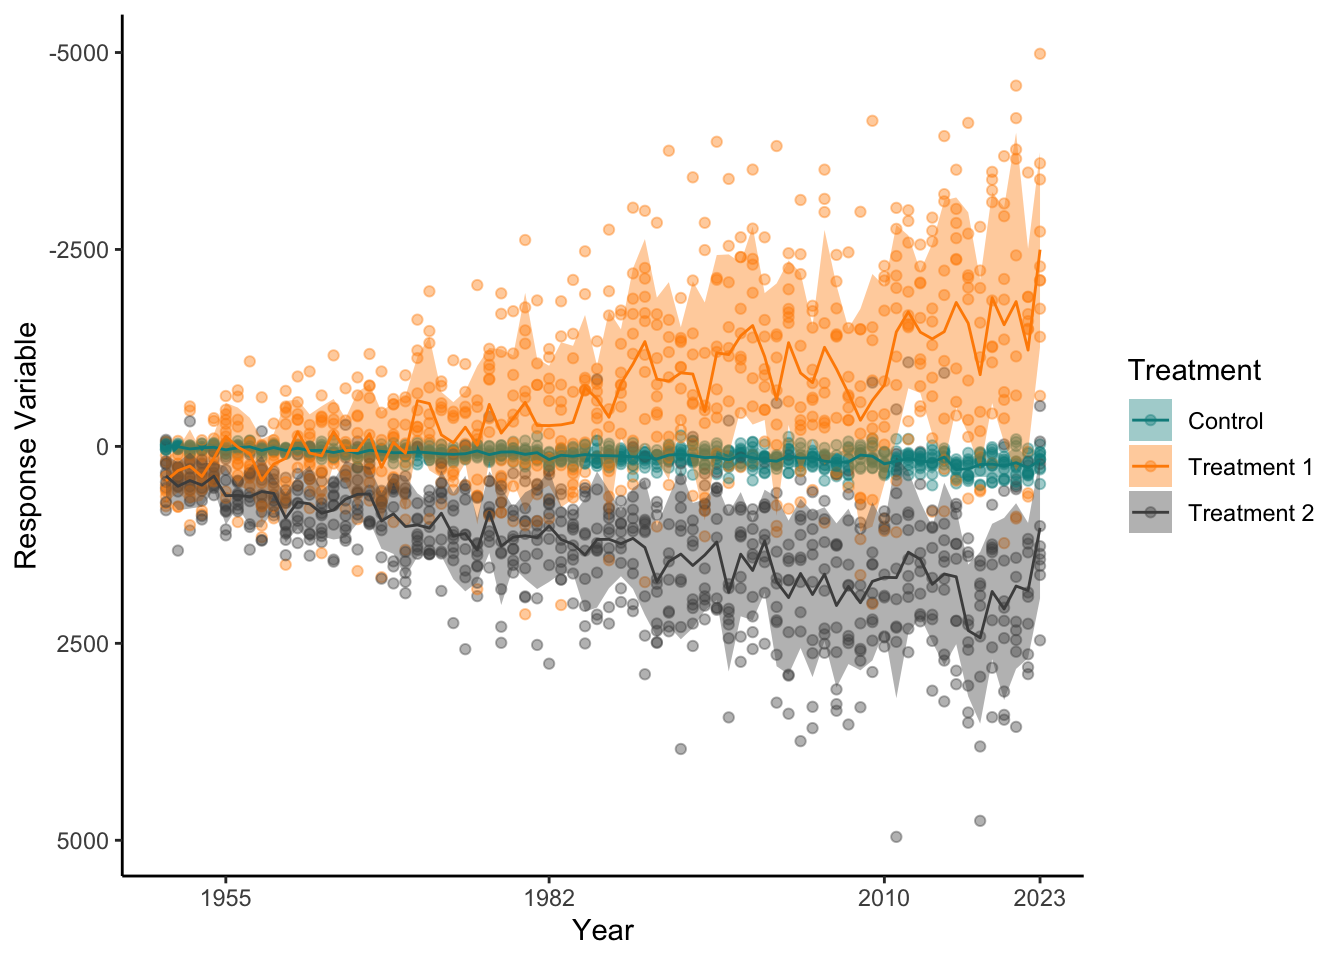 -5000
-2500
0
2500
5000
Response Variable
1955
1982
2010
2023
Year
Treatment
Control
Treatment 1
Treatment 2